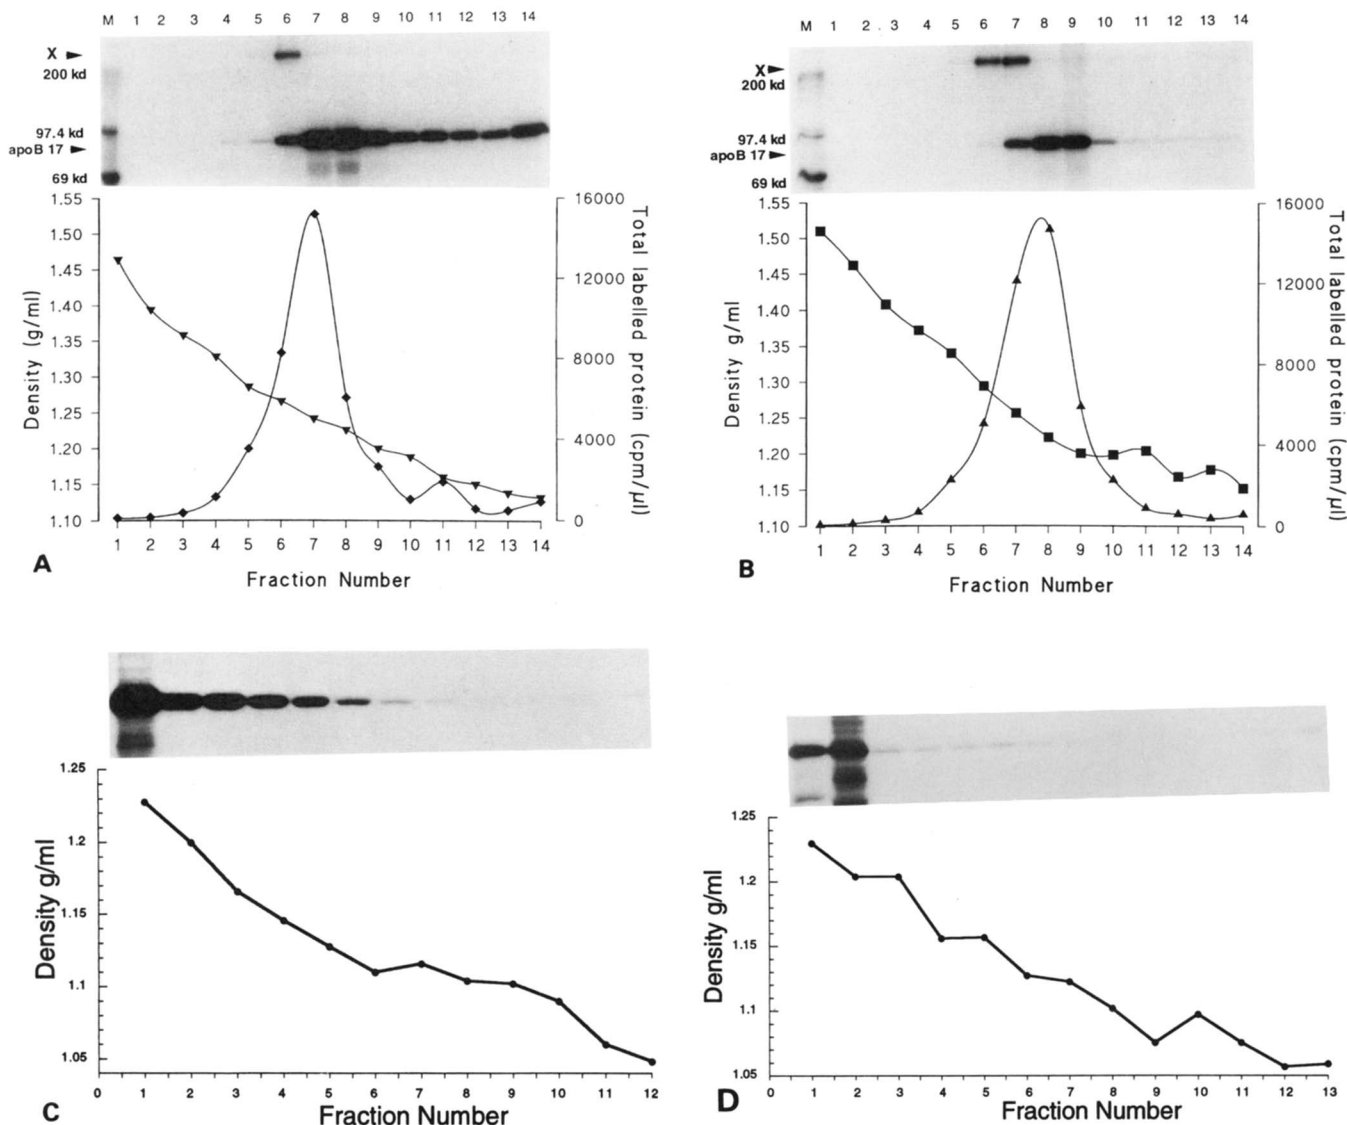 M 1 2 3 4 5 6 7 8 9 10 11 12 13 14
X
200 kd
97.4 kd
apoB 17
69 kd
1.55
1.50
1.45
1.40
1.35
1.30
1.25
1.20
1.15
1.10
Density (g/ml)
16000
12000
8000
4000
0
Total labelled protein (cpm/µl)
1 2 3 4 5 6 7 8 9 10 11 12 13 14
Fraction Number
A
M 1 2 . 3 4 5 6 7 8 9 10 11 12 13 14
X
200 kd
97.4 kd
apoB 17
69 kd
1.55
1.50
1.45
1.40
1.35
1.30
1.25
1.20
1.15
1.10
Density g/ml
16000
12000
8000
4000
0
Total labelled protein (cpm/µl)
1 2 3 4 5 6 7 8 9 10 11 12 13 14
Fraction Number
B
1.25
1.2
1.15
1.1
1.05
Density g/ml
0 1 2 3 4 5 6 7 8 9 10 11 12
Fraction Number
C
1.25
1.2
1.15
1.1
1.05
Density g/ml
0 1 2 3 4 5 6 7 8 9 10 11 12 13
Fraction Number
D